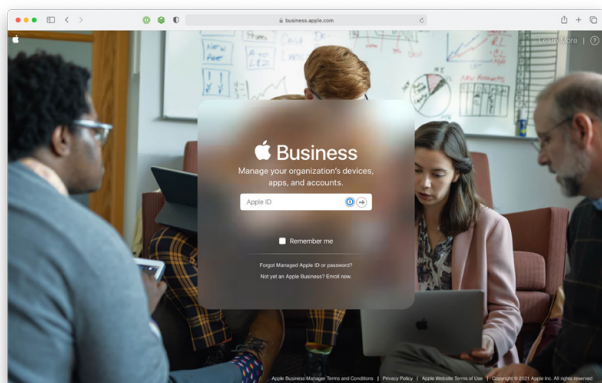 business.apple.com
Learn More | ?
Business
Manage your organization's devices,
apps, and accounts.
Apple ID
Remember me
Forgot Managed Apple ID or password?
Not yet an Apple Business? Enroll now.
Apple Business Manager Terms and Conditions | Privacy Policy | Apple Website Terms of Use | Copyright © 2021 Apple Inc. All rights reserved.